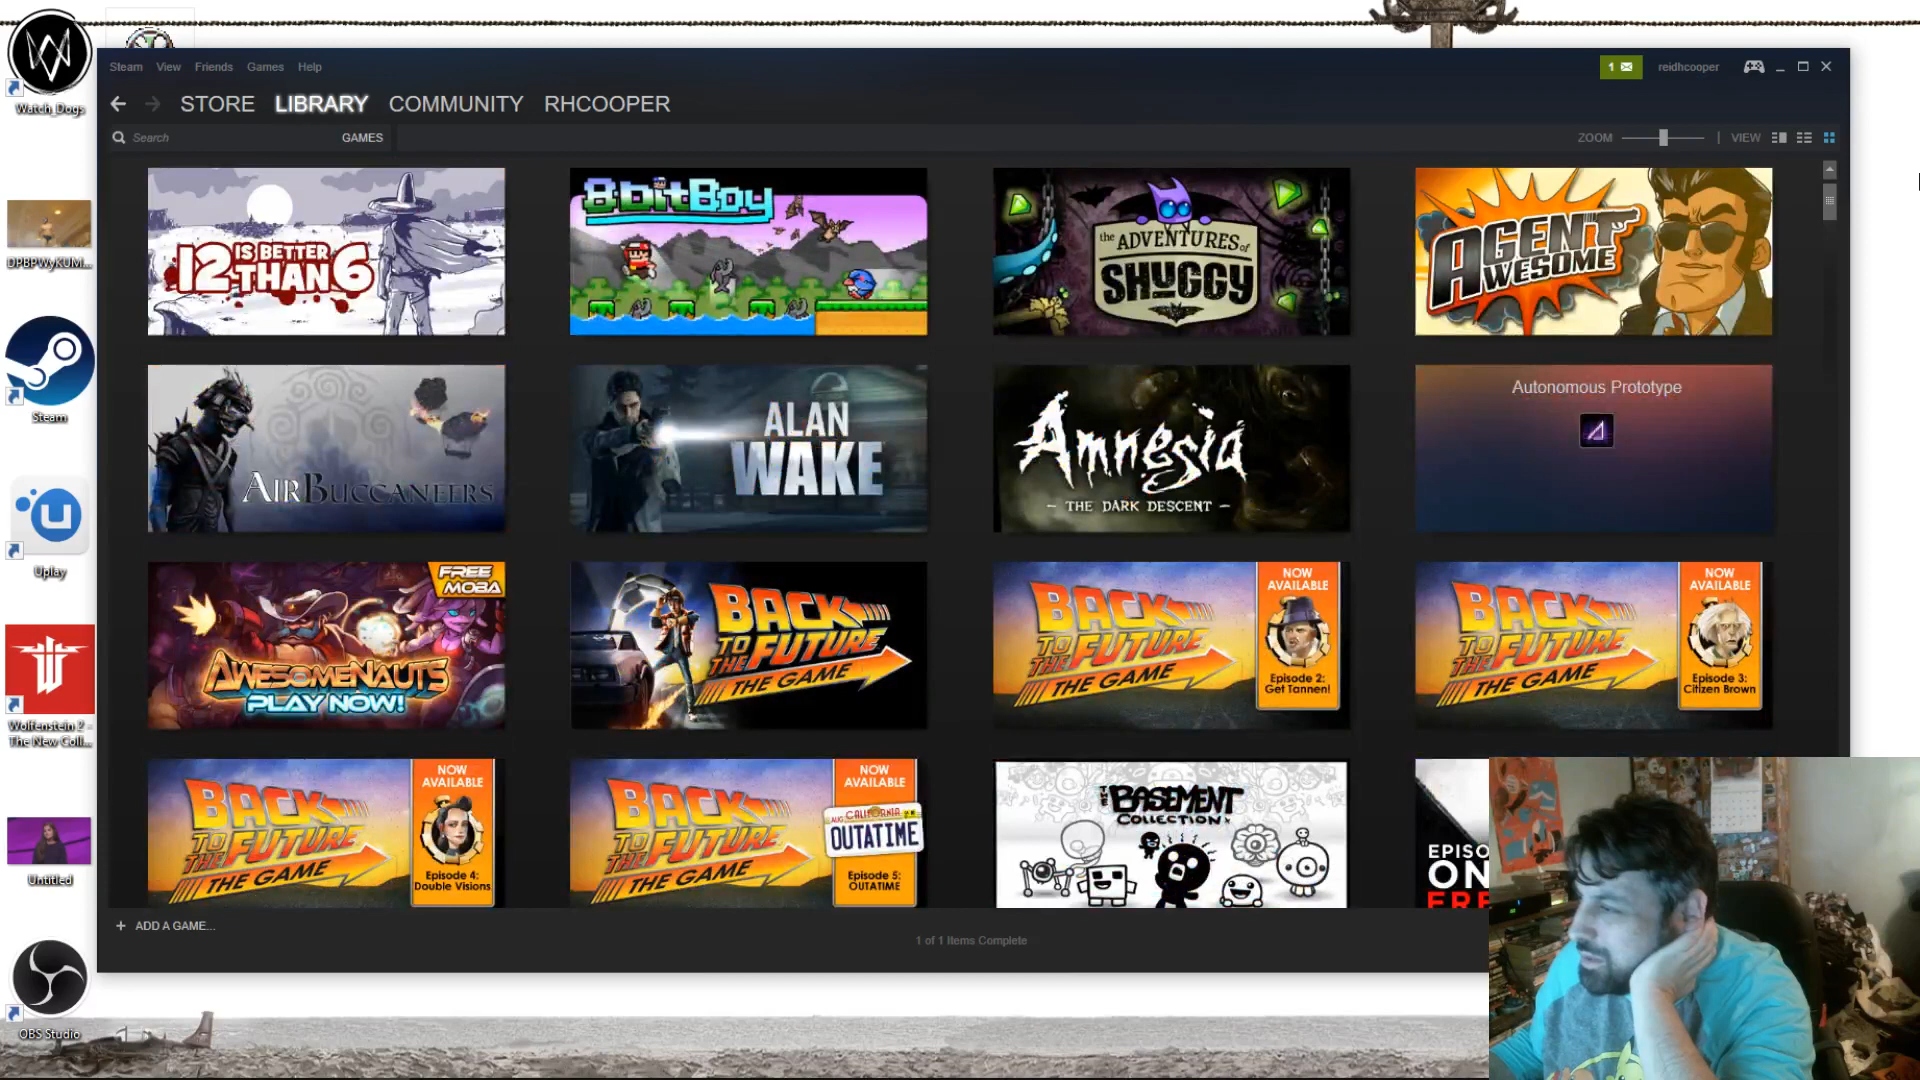 Steam View Friends Games Help
1
reidhcooper
STORE LIBRARY COMMUNITY RHCOOPER
Search
GAMES
ZOOM
VIEW
12 IS BETTER THAN 6
8BitBoy
the ADVENTURES of
SHUGGY
AGENT
AWESOME
AIRBUCCANEERS
ALAN
WAKE
Amnesia
- THE DARK DESCENT -
Autonomous Prototype
FREE
MOBA
AWESOMENAUTS
PLAY NOW!
BACK
TO
THE FUTURE
THE GAME
BACK
TO
THE FUTURE
THE GAME
NOW
AVAILABLE
Episode 2:
Get Tannen!
BACK
TO
THE FUTURE
THE GAME
NOW
AVAILABLE
Episode 3:
Citizen Brown
BACK
TO
THE FUTURE
THE GAME
NOW
AVAILABLE
Episode 4:
Double Visions
BACK
TO
THE FUTURE
THE GAME
NOW
AVAILABLE
CALIFORNIA
OUTATIME
Episode 5:
OUTATIME
THE BASEMENT
COLLECTION
EPISO
ON
FRE
+ ADD A GAME...
1 of 1 Items Complete
Watch_Dogs
DPBPWyKUM...
Steam
Uplay
Wolfenstein 2 -
The New Coll...
Untitled
OBS Studio